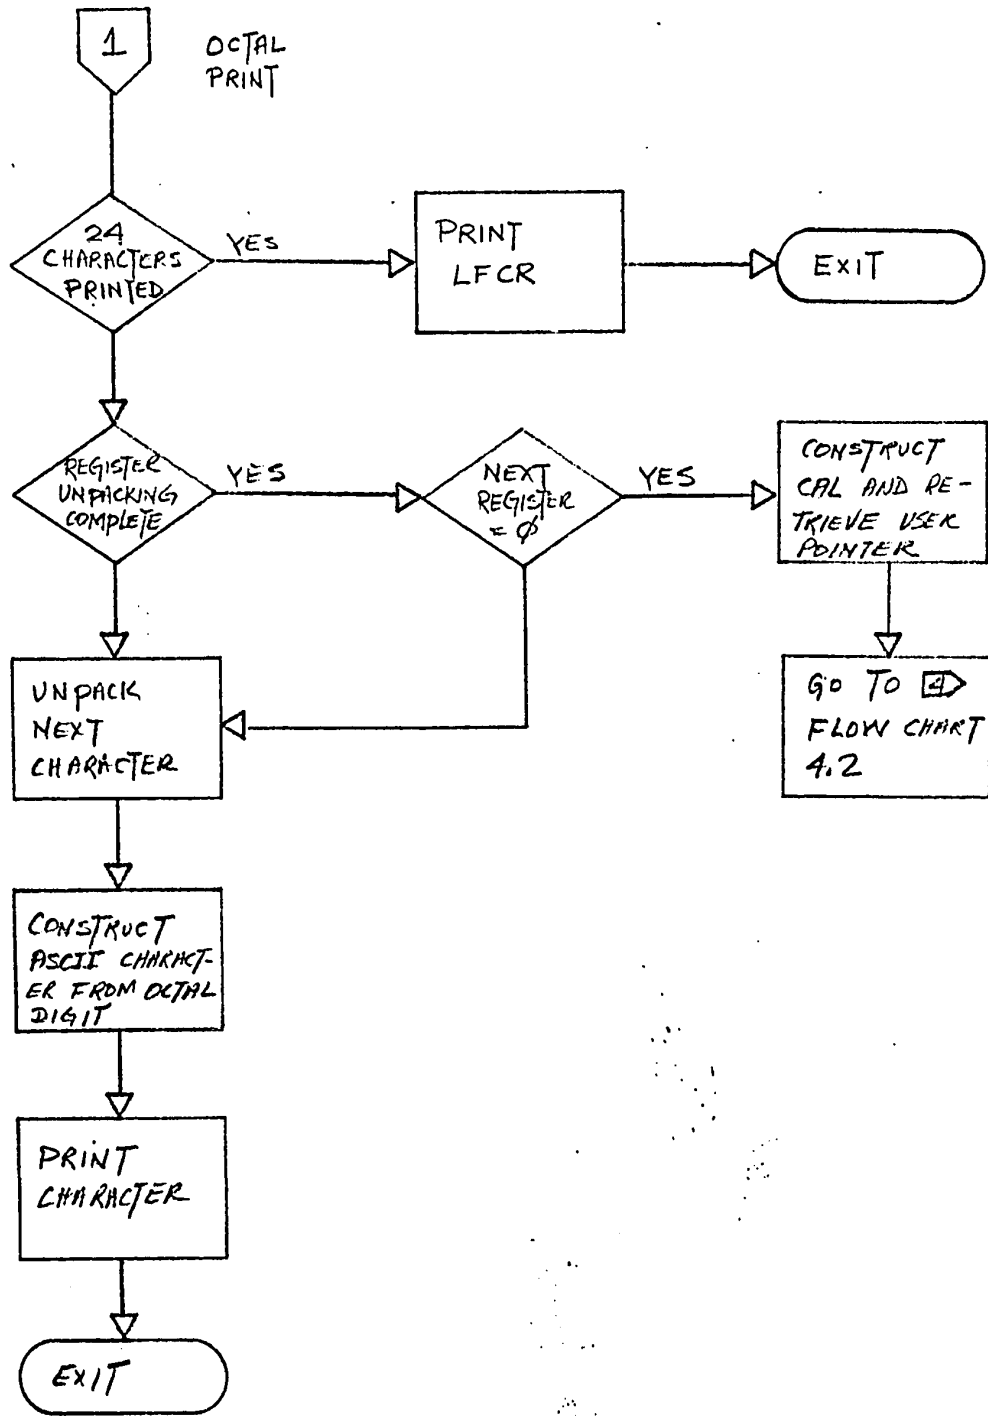 1
OCTAL
PRINT
24
CHARACTERS
PRINTED
YES
PRINT
LFCR
EXIT
REGISTER
UNPACKING
COMPLETE
YES
NEXT
REGISTER
= ∅
YES
CONSTRUCT
CAL AND RE-
TRIEVE USER
POINTER
UNPACK
NEXT
CHARACTER
GO TO 4
FLOW CHART
4.2
CONSTRUCT
ASCII CHARACT-
ER FROM OCTAL
DIGIT
PRINT
CHARACTER
EXIT